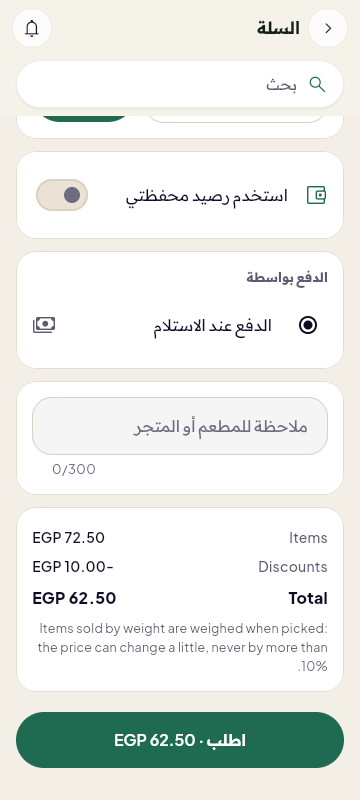 السلة
بحث
استخدم رصيد محفظتي
الدفع بواسطة
الدفع عند الاستلام
ملاحظة للمطعم أو المتجر
0/300
Items EGP 72.50
Discounts EGP 10.00-
Total EGP 62.50
Items sold by weight are weighed when picked:
the price can change a little, never by more than
.10%
اطلب · EGP 62.50